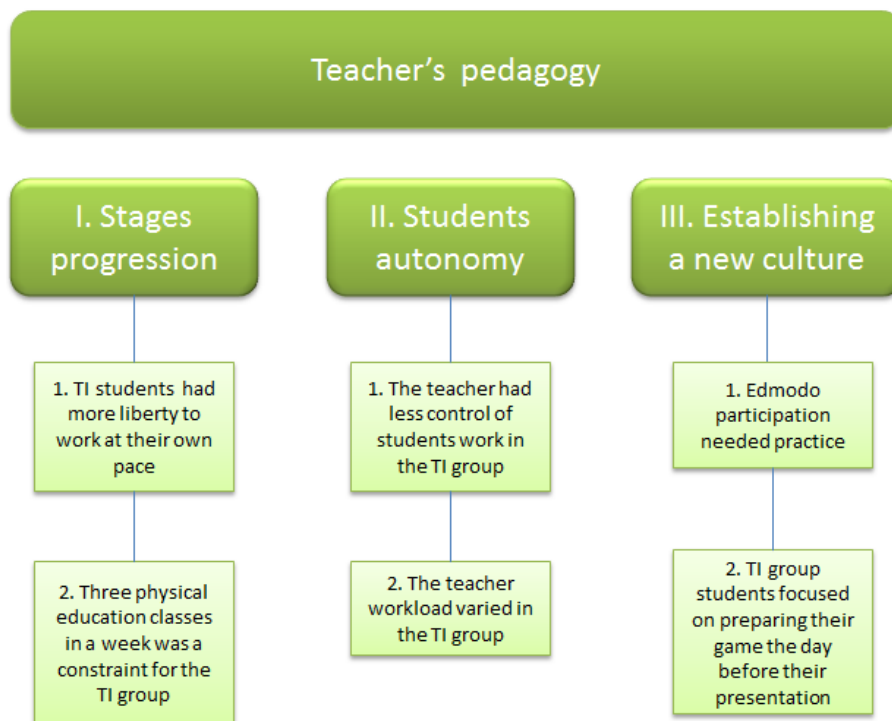 Teacher's pedagogy
I. Stages
progression
1. TI students had
more liberty to
work at their own
pace
2. Three physical
education classes
in a week was a
constraint for the
TI group
II. Students
autonomy
1. The teacher had
less control of
students work in
the TI group
2. The teacher
workload varied in
the TI group
III. Establishing
a new culture
1. Edmodo
participation
needed practice
2. TI group
students focused
on preparing their
game the day
before their
presentation